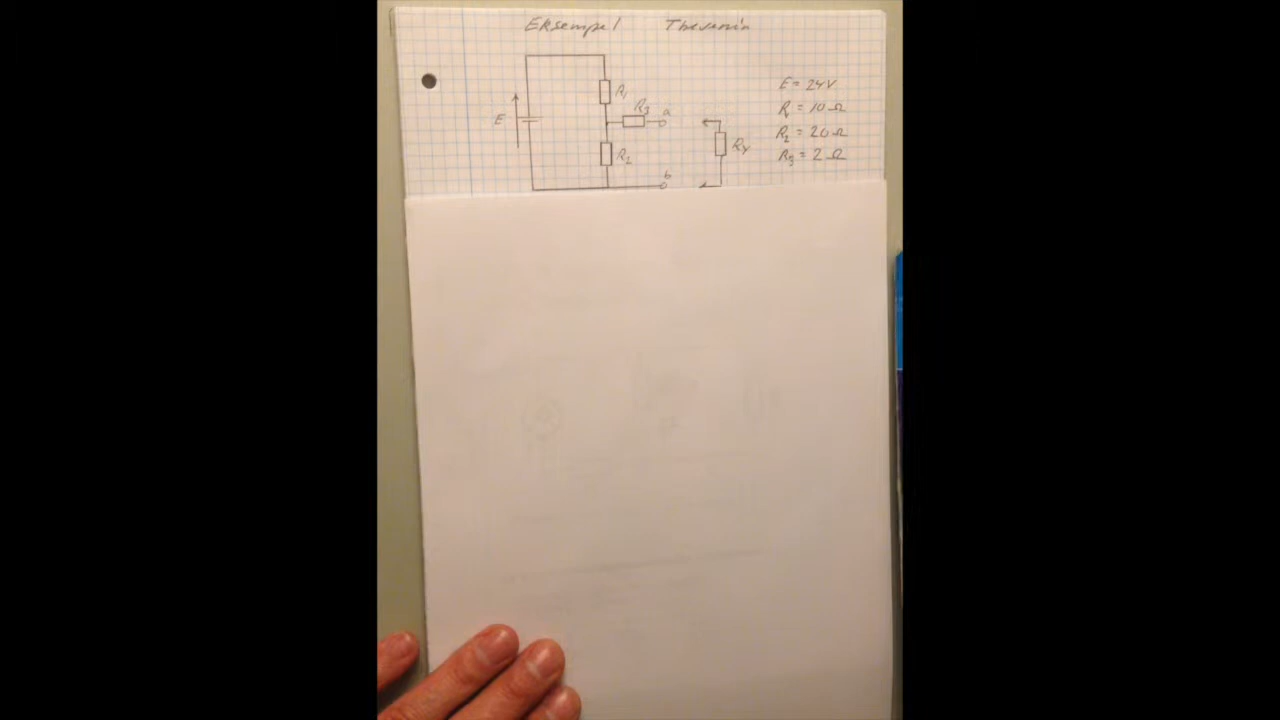 Eksempel Thevenin
E
R1
R3
a
R2
b
RY
E = 24V
R1 = 10 Ω
R2 = 20 Ω
R3 = 2 Ω